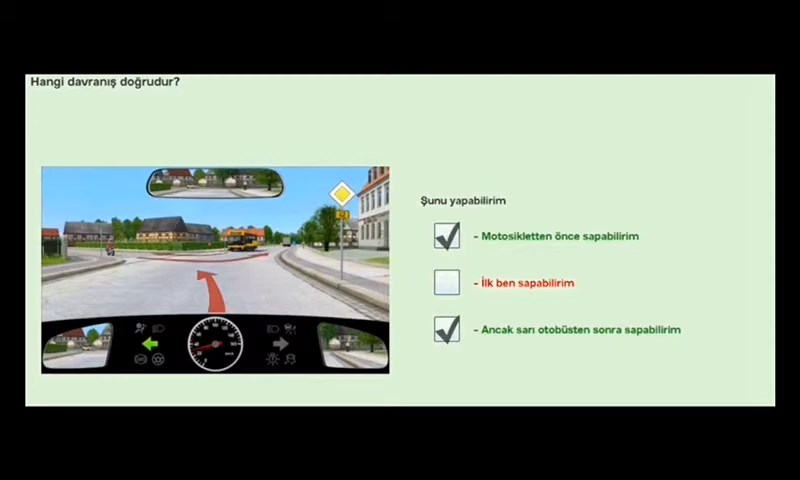 Hangi davranış doğrudur?
Şunu yapabilirim
- Motosikletten önce sapabilirim
- İlk ben sapabilirim
- Ancak sarı otobüsten sonra sapabilirim